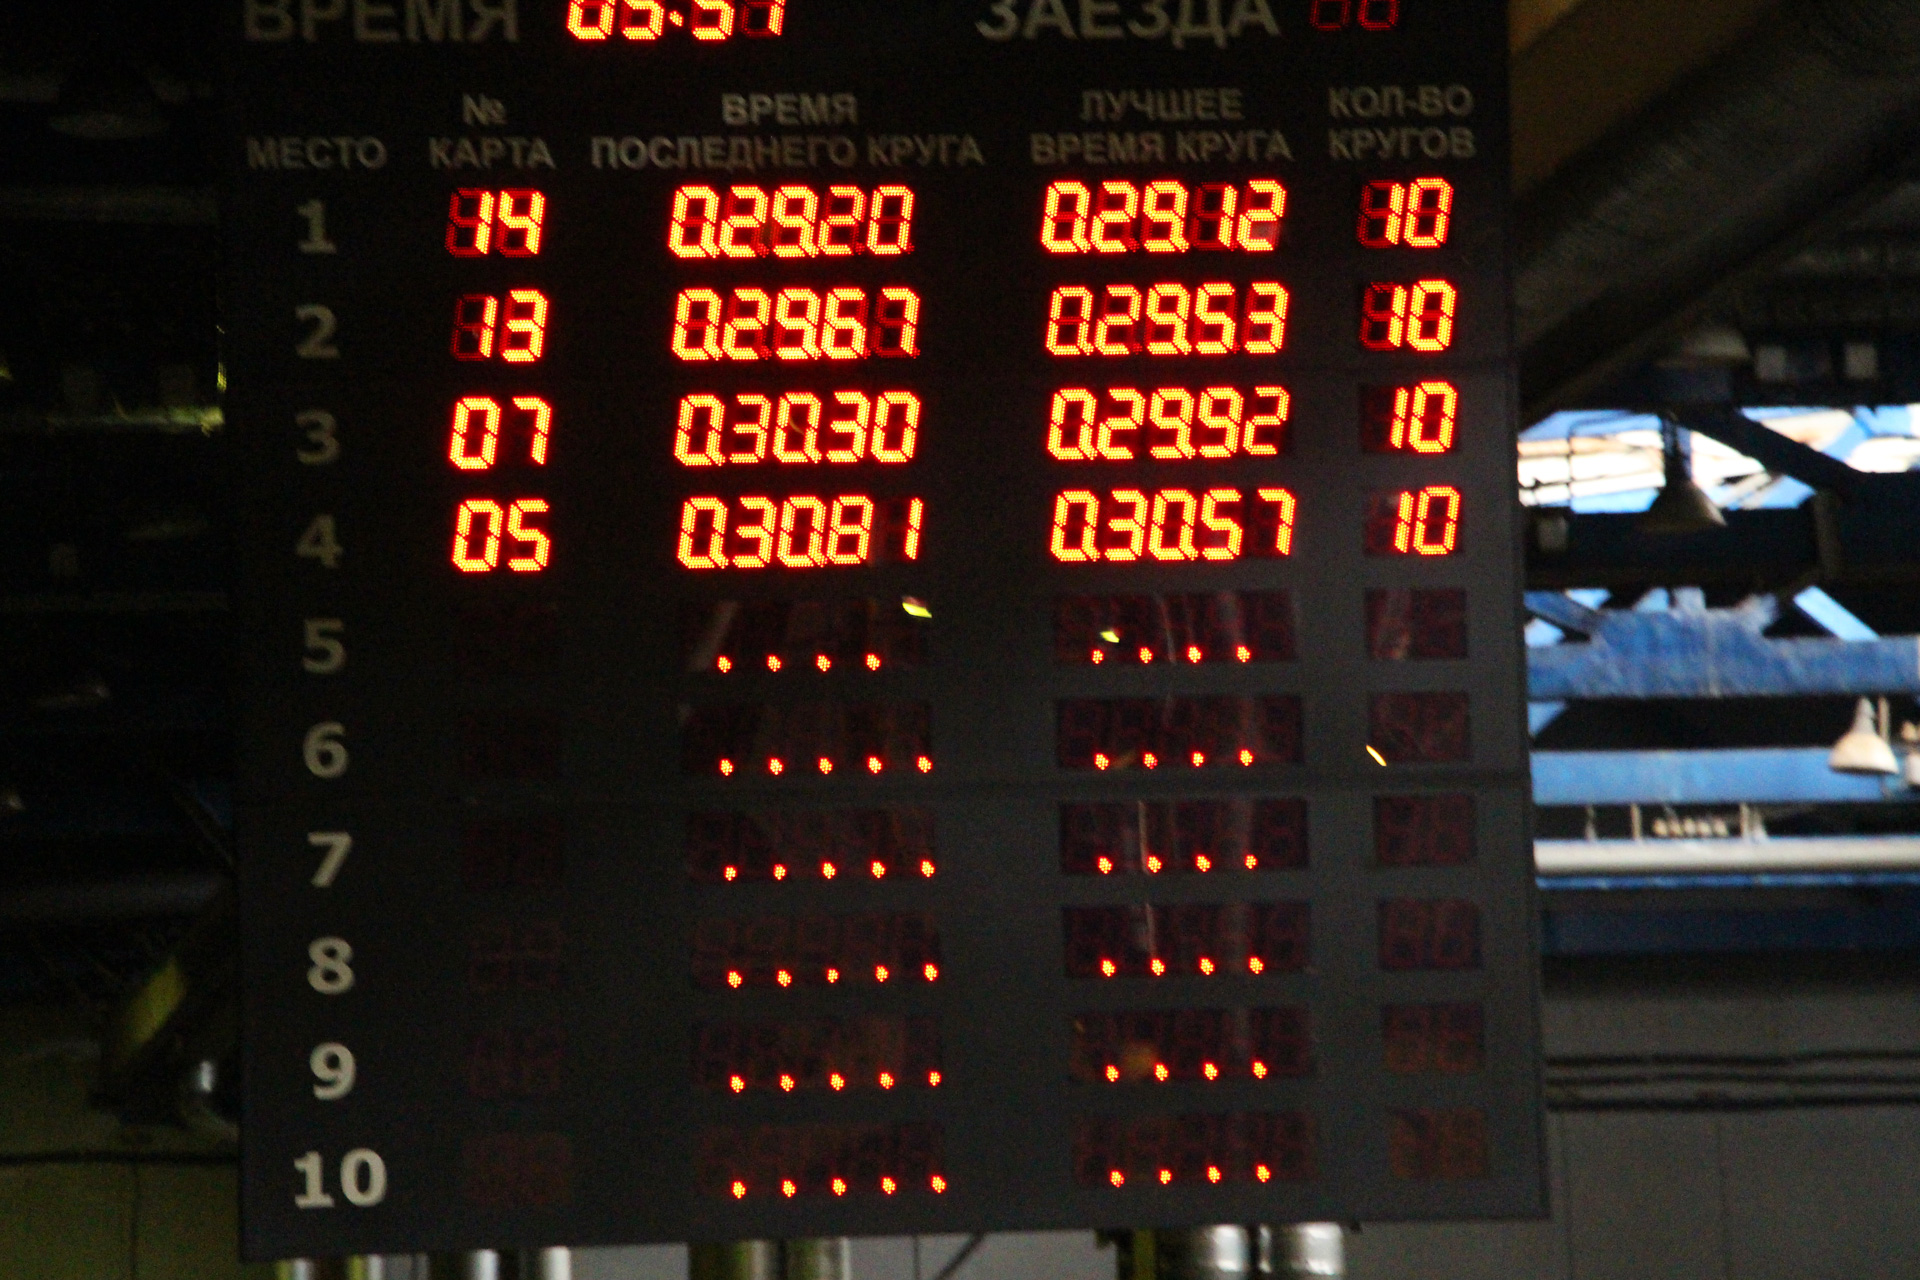 ВРЕМЯ 05:57 ЗАЕЗДА
№ ВРЕМЯ ЛУЧШЕЕ КОЛ-ВО
МЕСТО КАРТА ПОСЛЕДНЕГО КРУГА ВРЕМЯ КРУГА КРУГОВ
1 14 0.29.20 0.29.12 10
2 13 0.29.67 0.29.53 10
3 07 0.30.30 0.29.92 10
4 05 0.30.81 0.30.57 10
5 .... ....
6 ..... ....
7 ..... ....
8 ..... ....
9 ..... ....
10 ..... ....